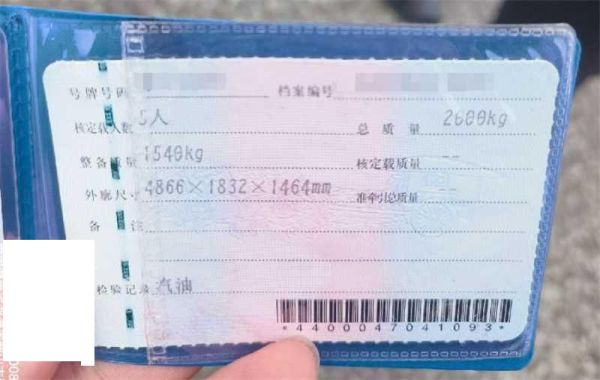 号牌号码 档案编号
核定载人数 5人 总质量 2600kg
整备质量 1540kg 核定载质量 --
外廓尺寸 4866×1832×1464mm 准牵引总质量 --
备注
检验记录 汽油
*4400047041093*